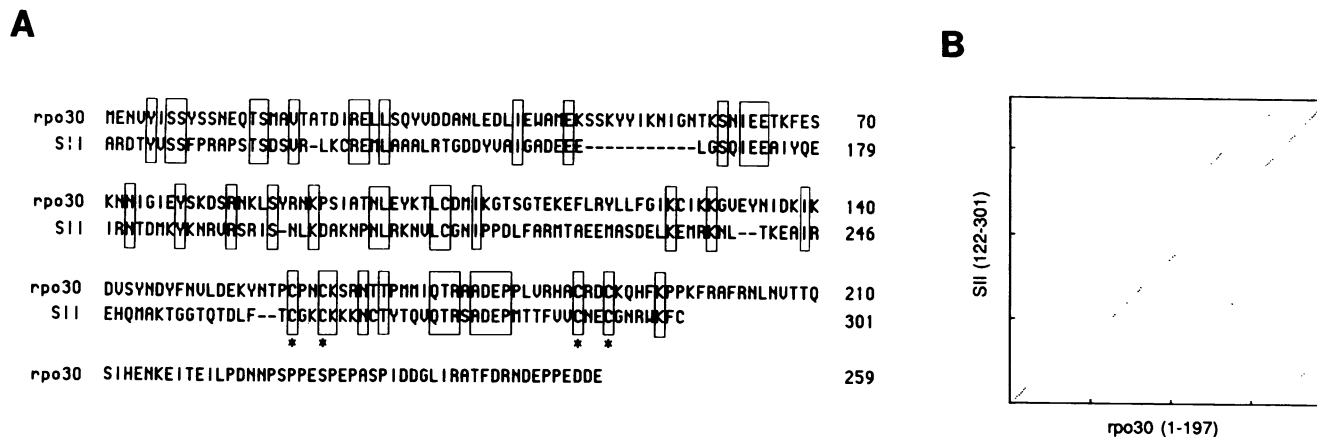 A
B
rpo30 MENVYISSYSSNEQTSMAVTATDIRELLSQYVDDANLEDLIEWAMEKSSKYYIKNIGNTKSNIEETKFES 70
SII ARDTYVSSFPRAPSTSDSVR-LKCREMLAAALRTGDDYVAIGADEEE-----------LGSQIEEAIYQE 179
rpo30 KNNIGIEYSKDSRNKLSYRNKPSIATNLEYKTLCDMIKGTSGTEKEFLRYLLFGIKCIKKGVEYNIDKIK 140
SII IRNTDMKYKNRVRSRIS-NLKDAKNPNLRKNVLCGNIPPDLFARMTAEEMASDELKEMRKNL--TKEAIR 246
rpo30 DVSYNDYFNVLDEKYNTPCPNCKSRNTTPMMIQTRAADEPPLVRHACRDCKQHFKPPKFRAFRNLNVTTQ 210
SII EHQMAKTGGTQTDLF--TCGKCKKKNCTYTQVQTRSADEPMTTFVVCNECGNRWKFC 301
* * * *
rpo30 SIHENKEITEILPDNNPSPPESPEPASPIDDGLIRATFDRNDEPPEDDE 259
SII (122-301)
rpo30 (1-197)